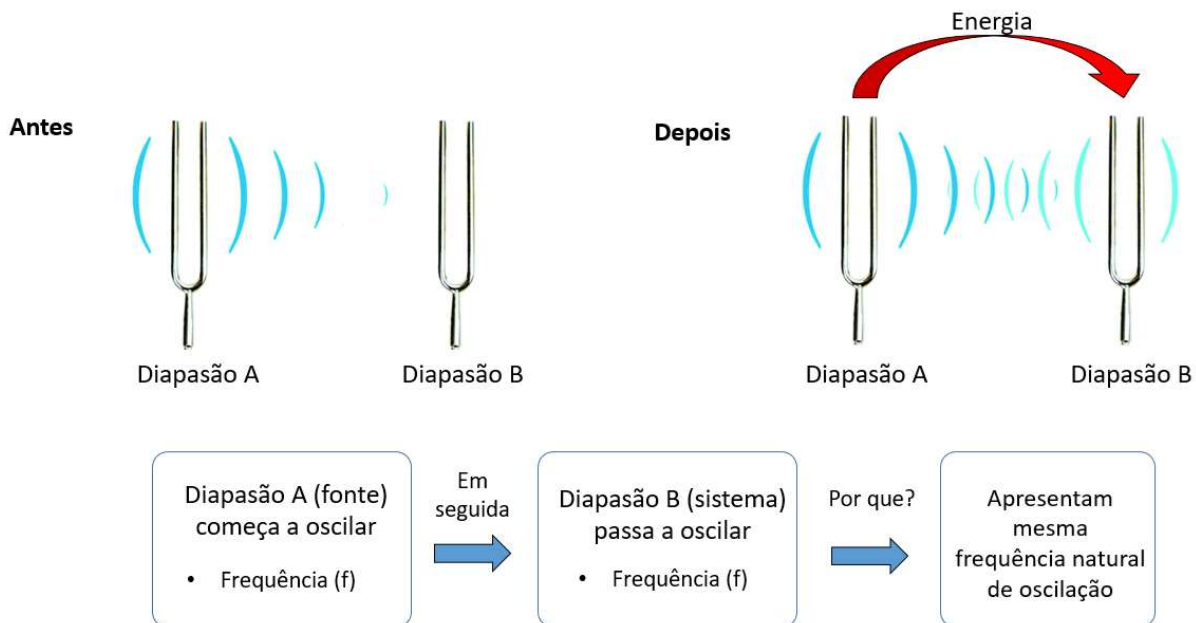 Energia
Antes
Depois
Diapasão A
Diapasão B
Diapasão A
Diapasão B
Diapasão A (fonte)
começa a oscilar
• Frequência (f)
Em
seguida
Diapasão B (sistema)
passa a oscilar
• Frequência (f)
Por que?
Apresentam
mesma
frequência natural
de oscilação